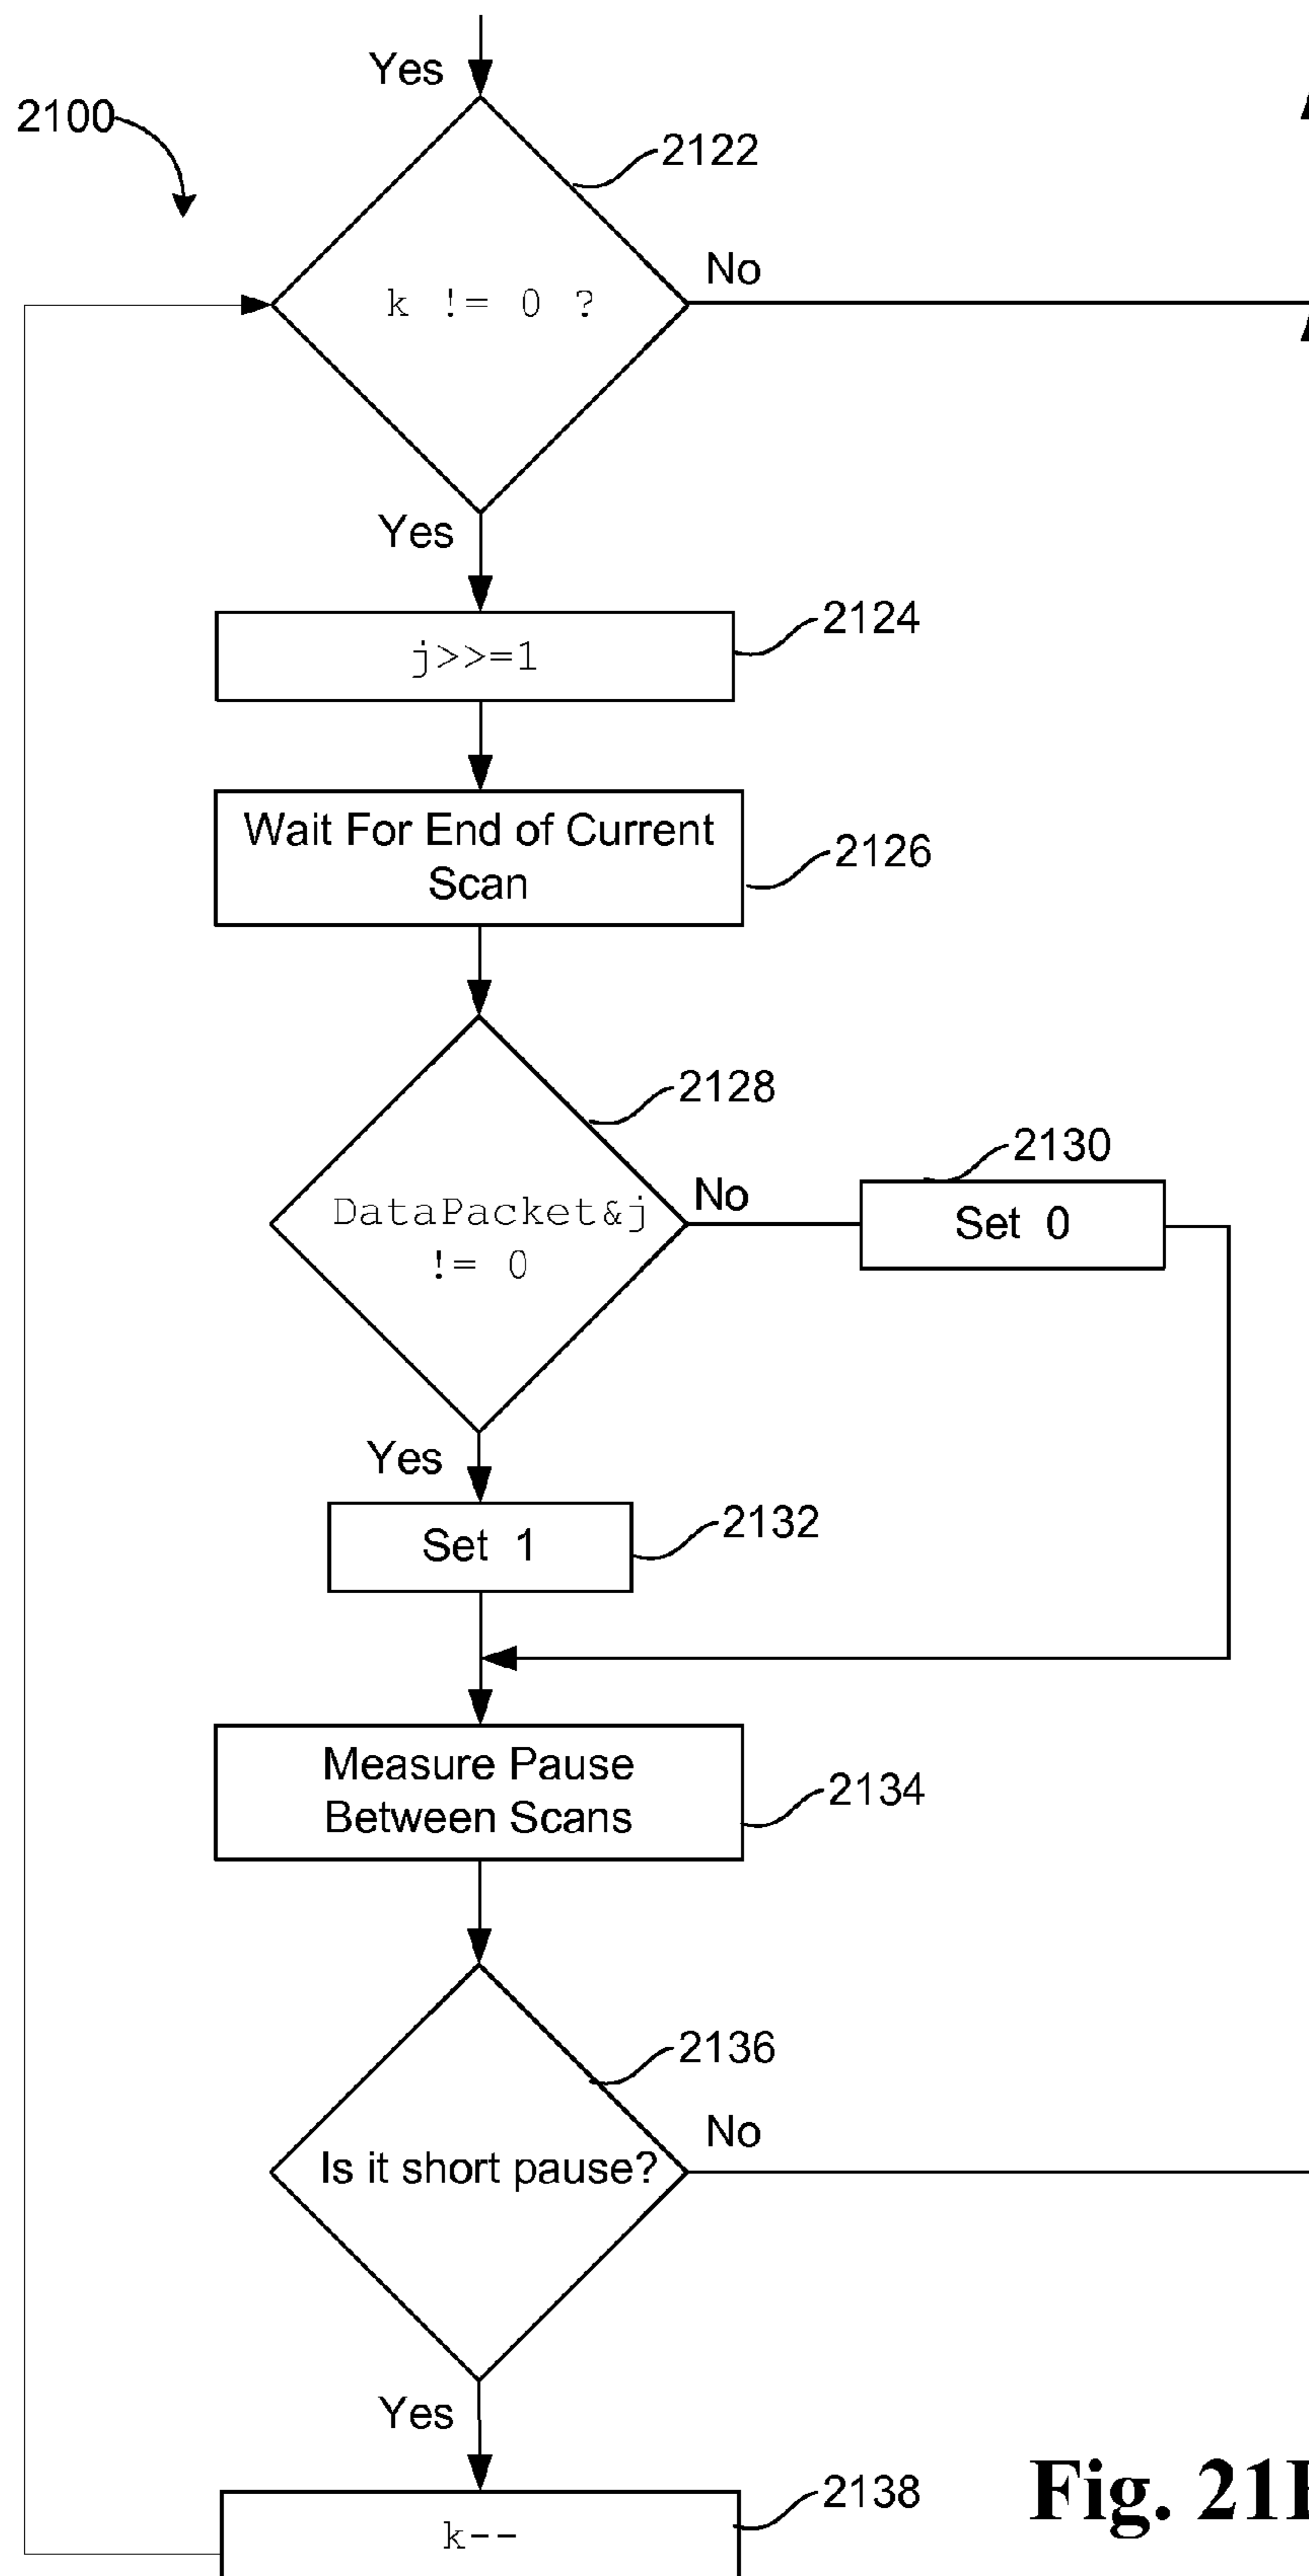 Yes
2100
2122
No
k != 0 ?
Yes
2124
j>>=1
Wait For End of Current
Scan
2126
2128
2130
No
Set 0
DataPacket&j
!= 0
Yes
2132
Set 1
Measure Pause
Between Scans
2134
2136
No
Is it short pause?
Yes
2138
k--
Fig.